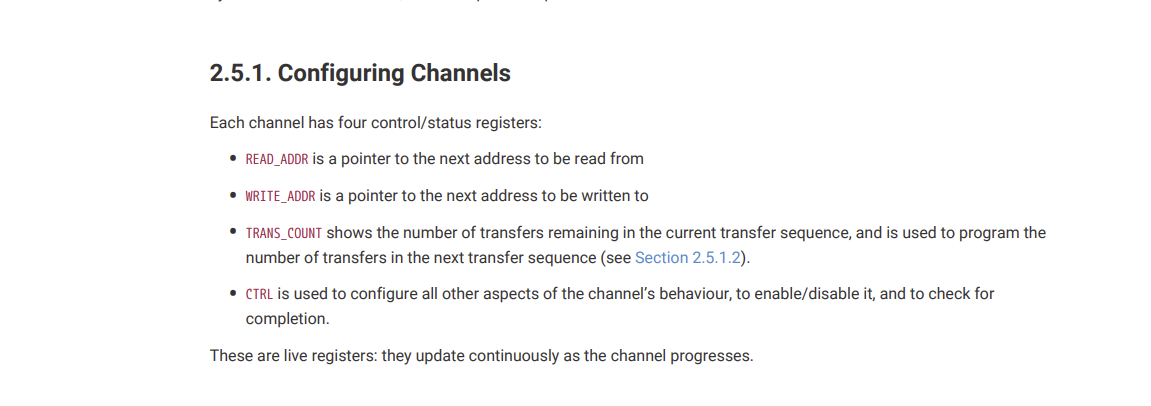 2.5.1. Configuring Channels
Each channel has four control/status registers:
• READ_ADDR is a pointer to the next address to be read from
• WRITE_ADDR is a pointer to the next address to be written to
• TRANS_COUNT shows the number of transfers remaining in the current transfer sequence, and is used to program the
number of transfers in the next transfer sequence (see Section 2.5.1.2).
• CTRL is used to configure all other aspects of the channel’s behaviour, to enable/disable it, and to check for
completion.
These are live registers: they update continuously as the channel progresses.